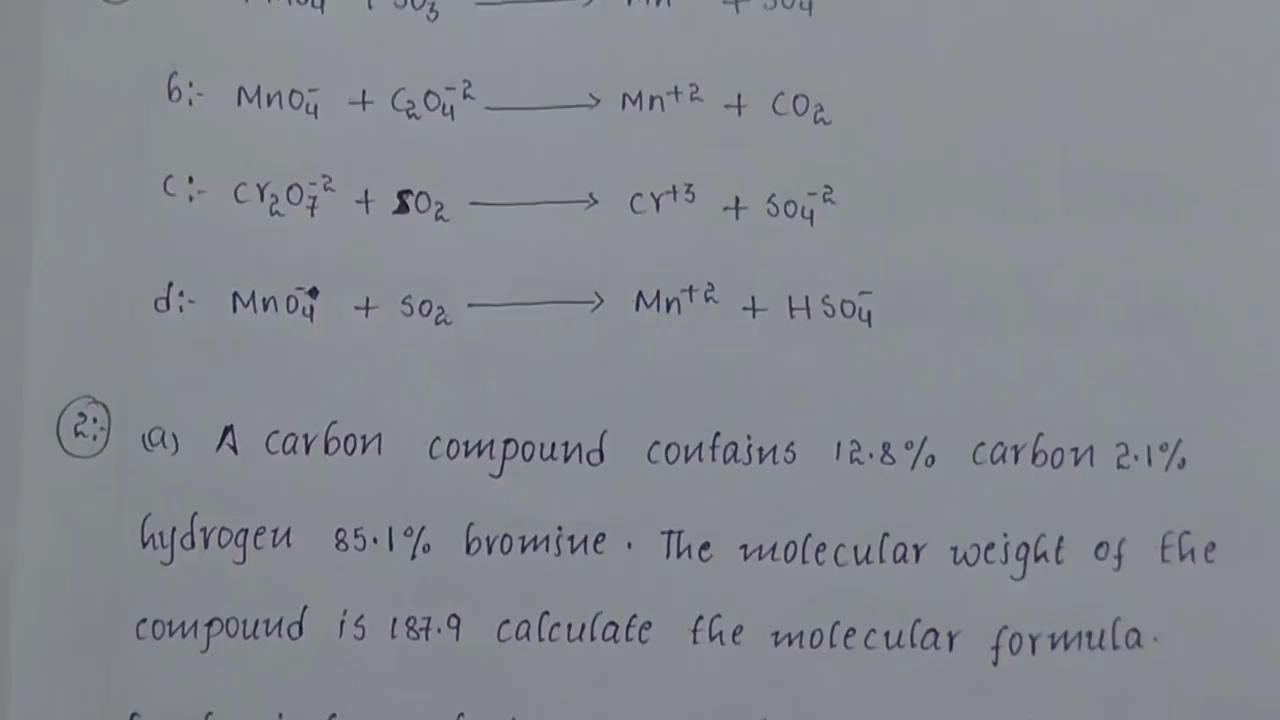 b:- MnO₄⁻ + C₂O₄⁻² ⟶ Mn⁺² + CO₂
c:- Cr₂O₇⁻² + SO₂ ⟶ Cr⁺³ + SO₄⁻²
d:- MnO₄⁻ + SO₂ ⟶ Mn⁺² + HSO₄⁻
2:- (a) A carbon compound contains 12.8% carbon 2.1%
hydrogen 85.1% bromine. The molecular weight of the
compound is 187.9 calculate the molecular formula.